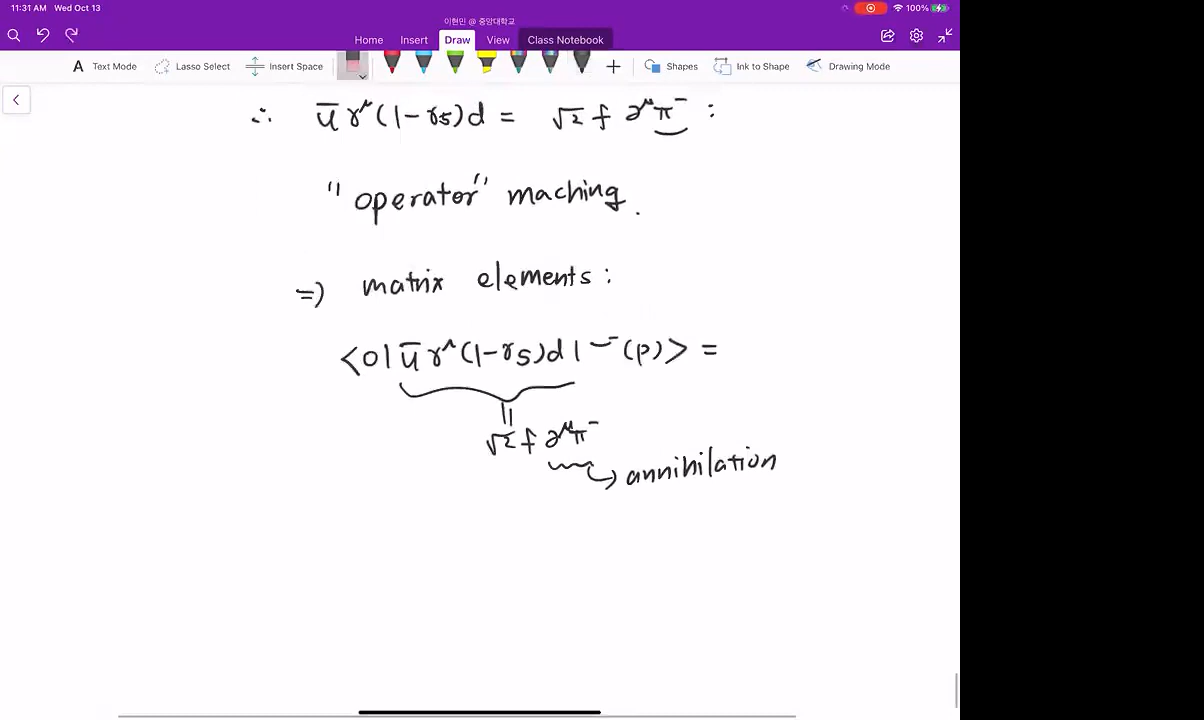 11:31 AM Wed Oct 13
100%
이현민 @ 중앙대학교
Home Insert Draw View Class Notebook
A Text Mode Lasso Select Insert Space Shapes Ink to Shape Drawing Mode
∴ ū γ^μ (1-γ5) d = √2 f ∂^μ π^- :
"operator" maching.
=) matrix elements :
<0| ū γ^μ (1-γ5) d | ^- (p) > =
||
√2 f ∂^μ π^-
↳ annihilation